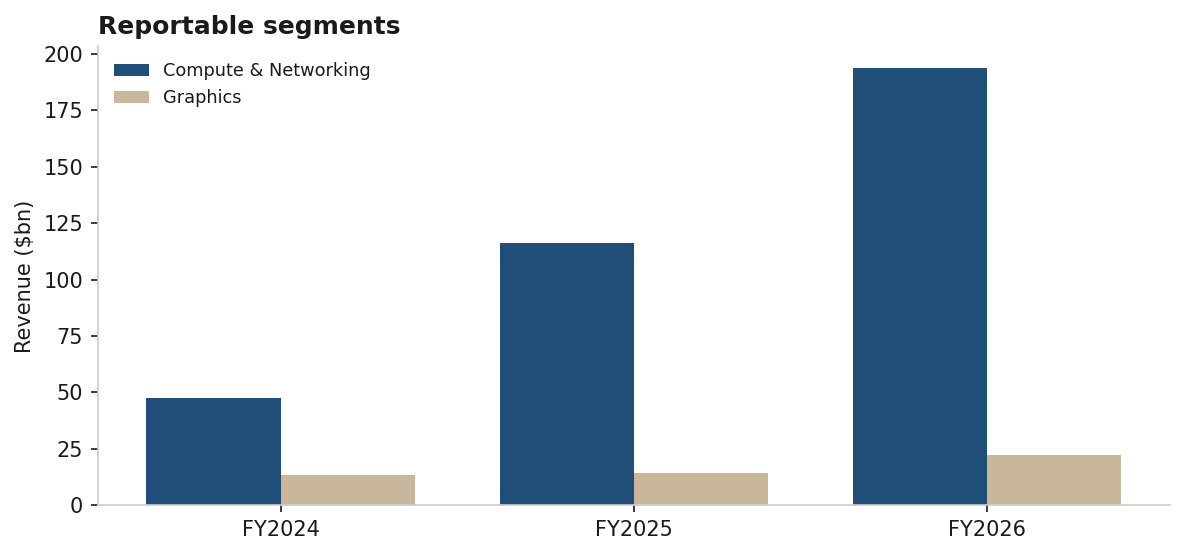 Reportable segments
Compute & Networking
Graphics
Revenue ($bn)
200
175
150
125
100
75
50
25
0
FY2024
FY2025
FY2026